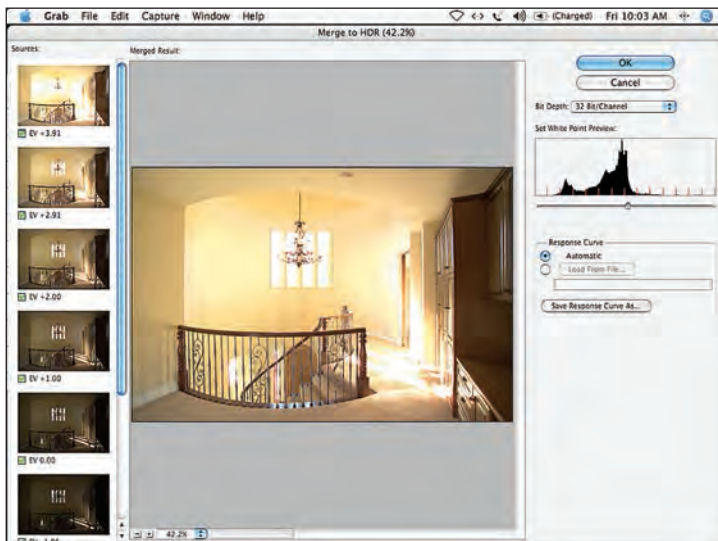 Grab File Edit Capture Window Help (Charged) Fri 10:03 AM
Merge to HDR (42.2%)
Sources:
Merged Result:
EV +3.91
EV +2.91
EV +2.00
EV +1.00
EV 0.00
42.2%
OK
Cancel
Bit Depth: 32 Bit/Channel
Set White Point Preview:
Response Curve
Automatic
Load From File...
Save Response Curve As...